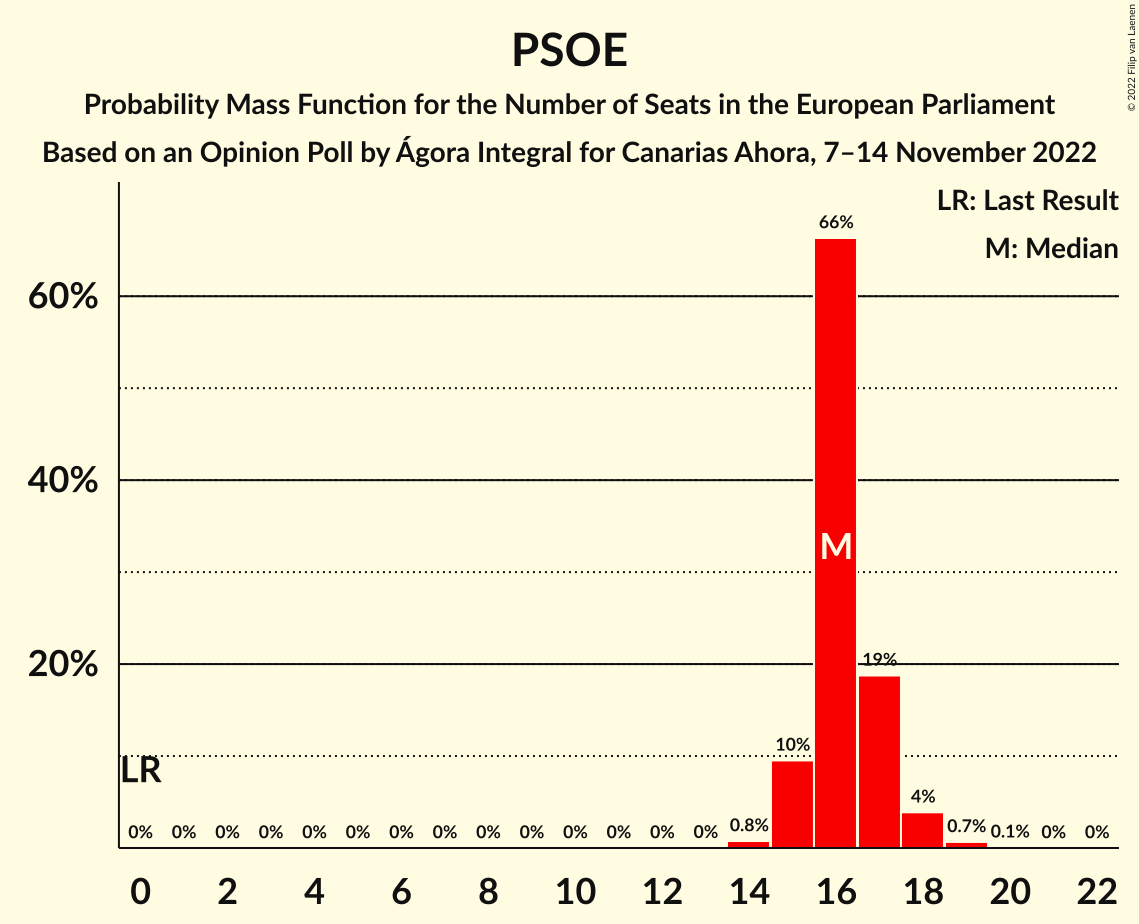 PSOE
Probability Mass Function for the Number of Seats in the European Parliament
Based on an Opinion Poll by Ágora Integral for Canarias Ahora, 7–14 November 2022
© 2022 Filip van Laenen
LR: Last Result
M: Median
60%
40%
20%
66%
M
19%
10%
LR
4%
0% 0% 0% 0% 0% 0% 0% 0% 0% 0% 0% 0% 0% 0% 0.8% 0.7% 0.1% 0% 0%
0 2 4 6 8 10 12 14 16 18 20 22